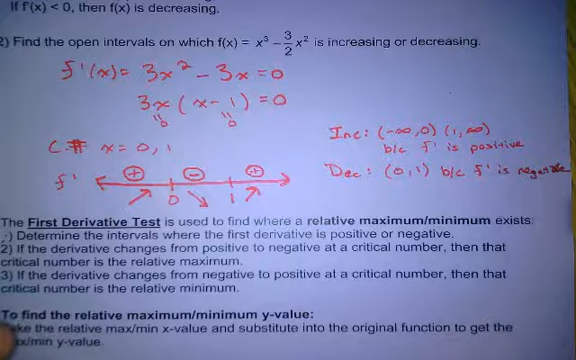 If f'(x) < 0, then f(x) is decreasing.
2) Find the open intervals on which f(x) = x³ − 3/2 x² is increasing or decreasing.
f'(x) = 3x² − 3x = 0
3x (x − 1) = 0
0 0
C.# x = 0, 1
Inc: (−∞, 0) (1, ∞)
b/c f' is positive
Dec: (0, 1) b/c f' is negative
f' + − +
0 1
The First Derivative Test is used to find where a relative maximum/minimum exists:
1) Determine the intervals where the first derivative is positive or negative.
2) If the derivative changes from positive to negative at a critical number, then that
critical number is the relative maximum.
3) If the derivative changes from negative to positive at a critical number, then that
critical number is the relative minimum.
To find the relative maximum/minimum y-value:
Take the relative max/min x-value and substitute into the original function to get the
max/min y-value.